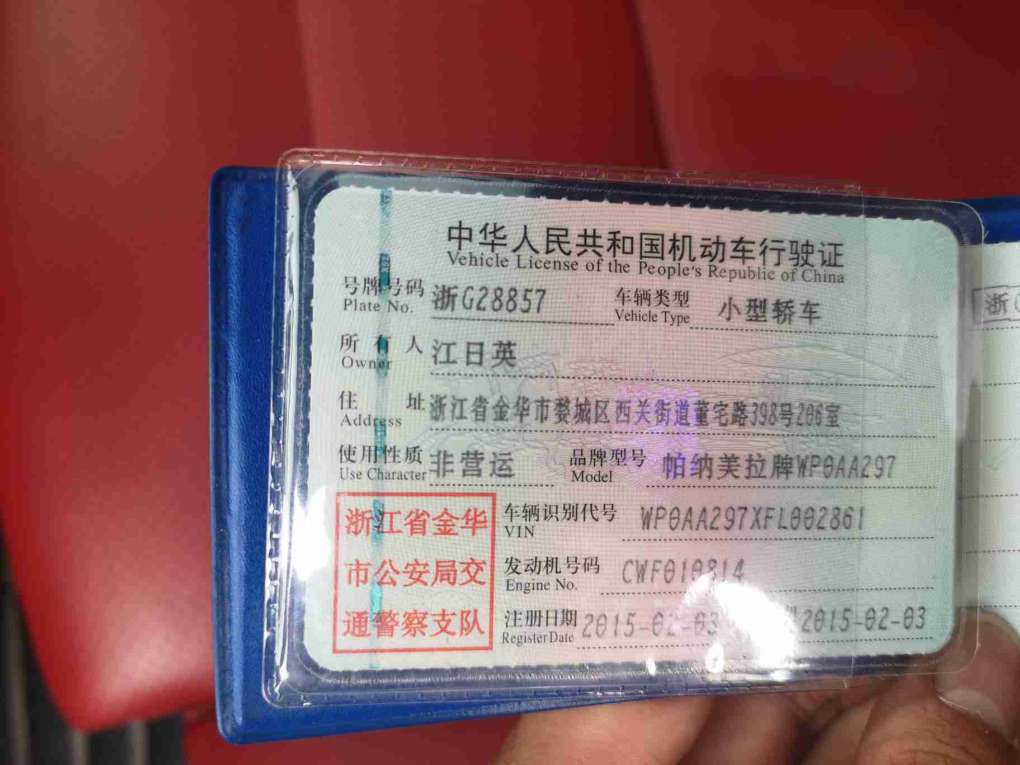 中华人民共和国机动车行驶证
Vehicle License of the People's Republic of China
号牌号码 浙G28857 车辆类型 小型轿车
Plate No. Vehicle Type
所有人 江日英
Owner
住址 浙江省金华市婺城区西关街道董宅路398号206室
Address
使用性质 非营运 品牌型号 帕纳美拉牌WP0AA297
Use Character Model
浙江省金华
市公安局交
通警察支队
车辆识别代号 WP0AA297XFL002861
VIN
发动机号码 CWF010814
Engine No.
注册日期 2015-02-03 2015-02-03
Register Date
浙